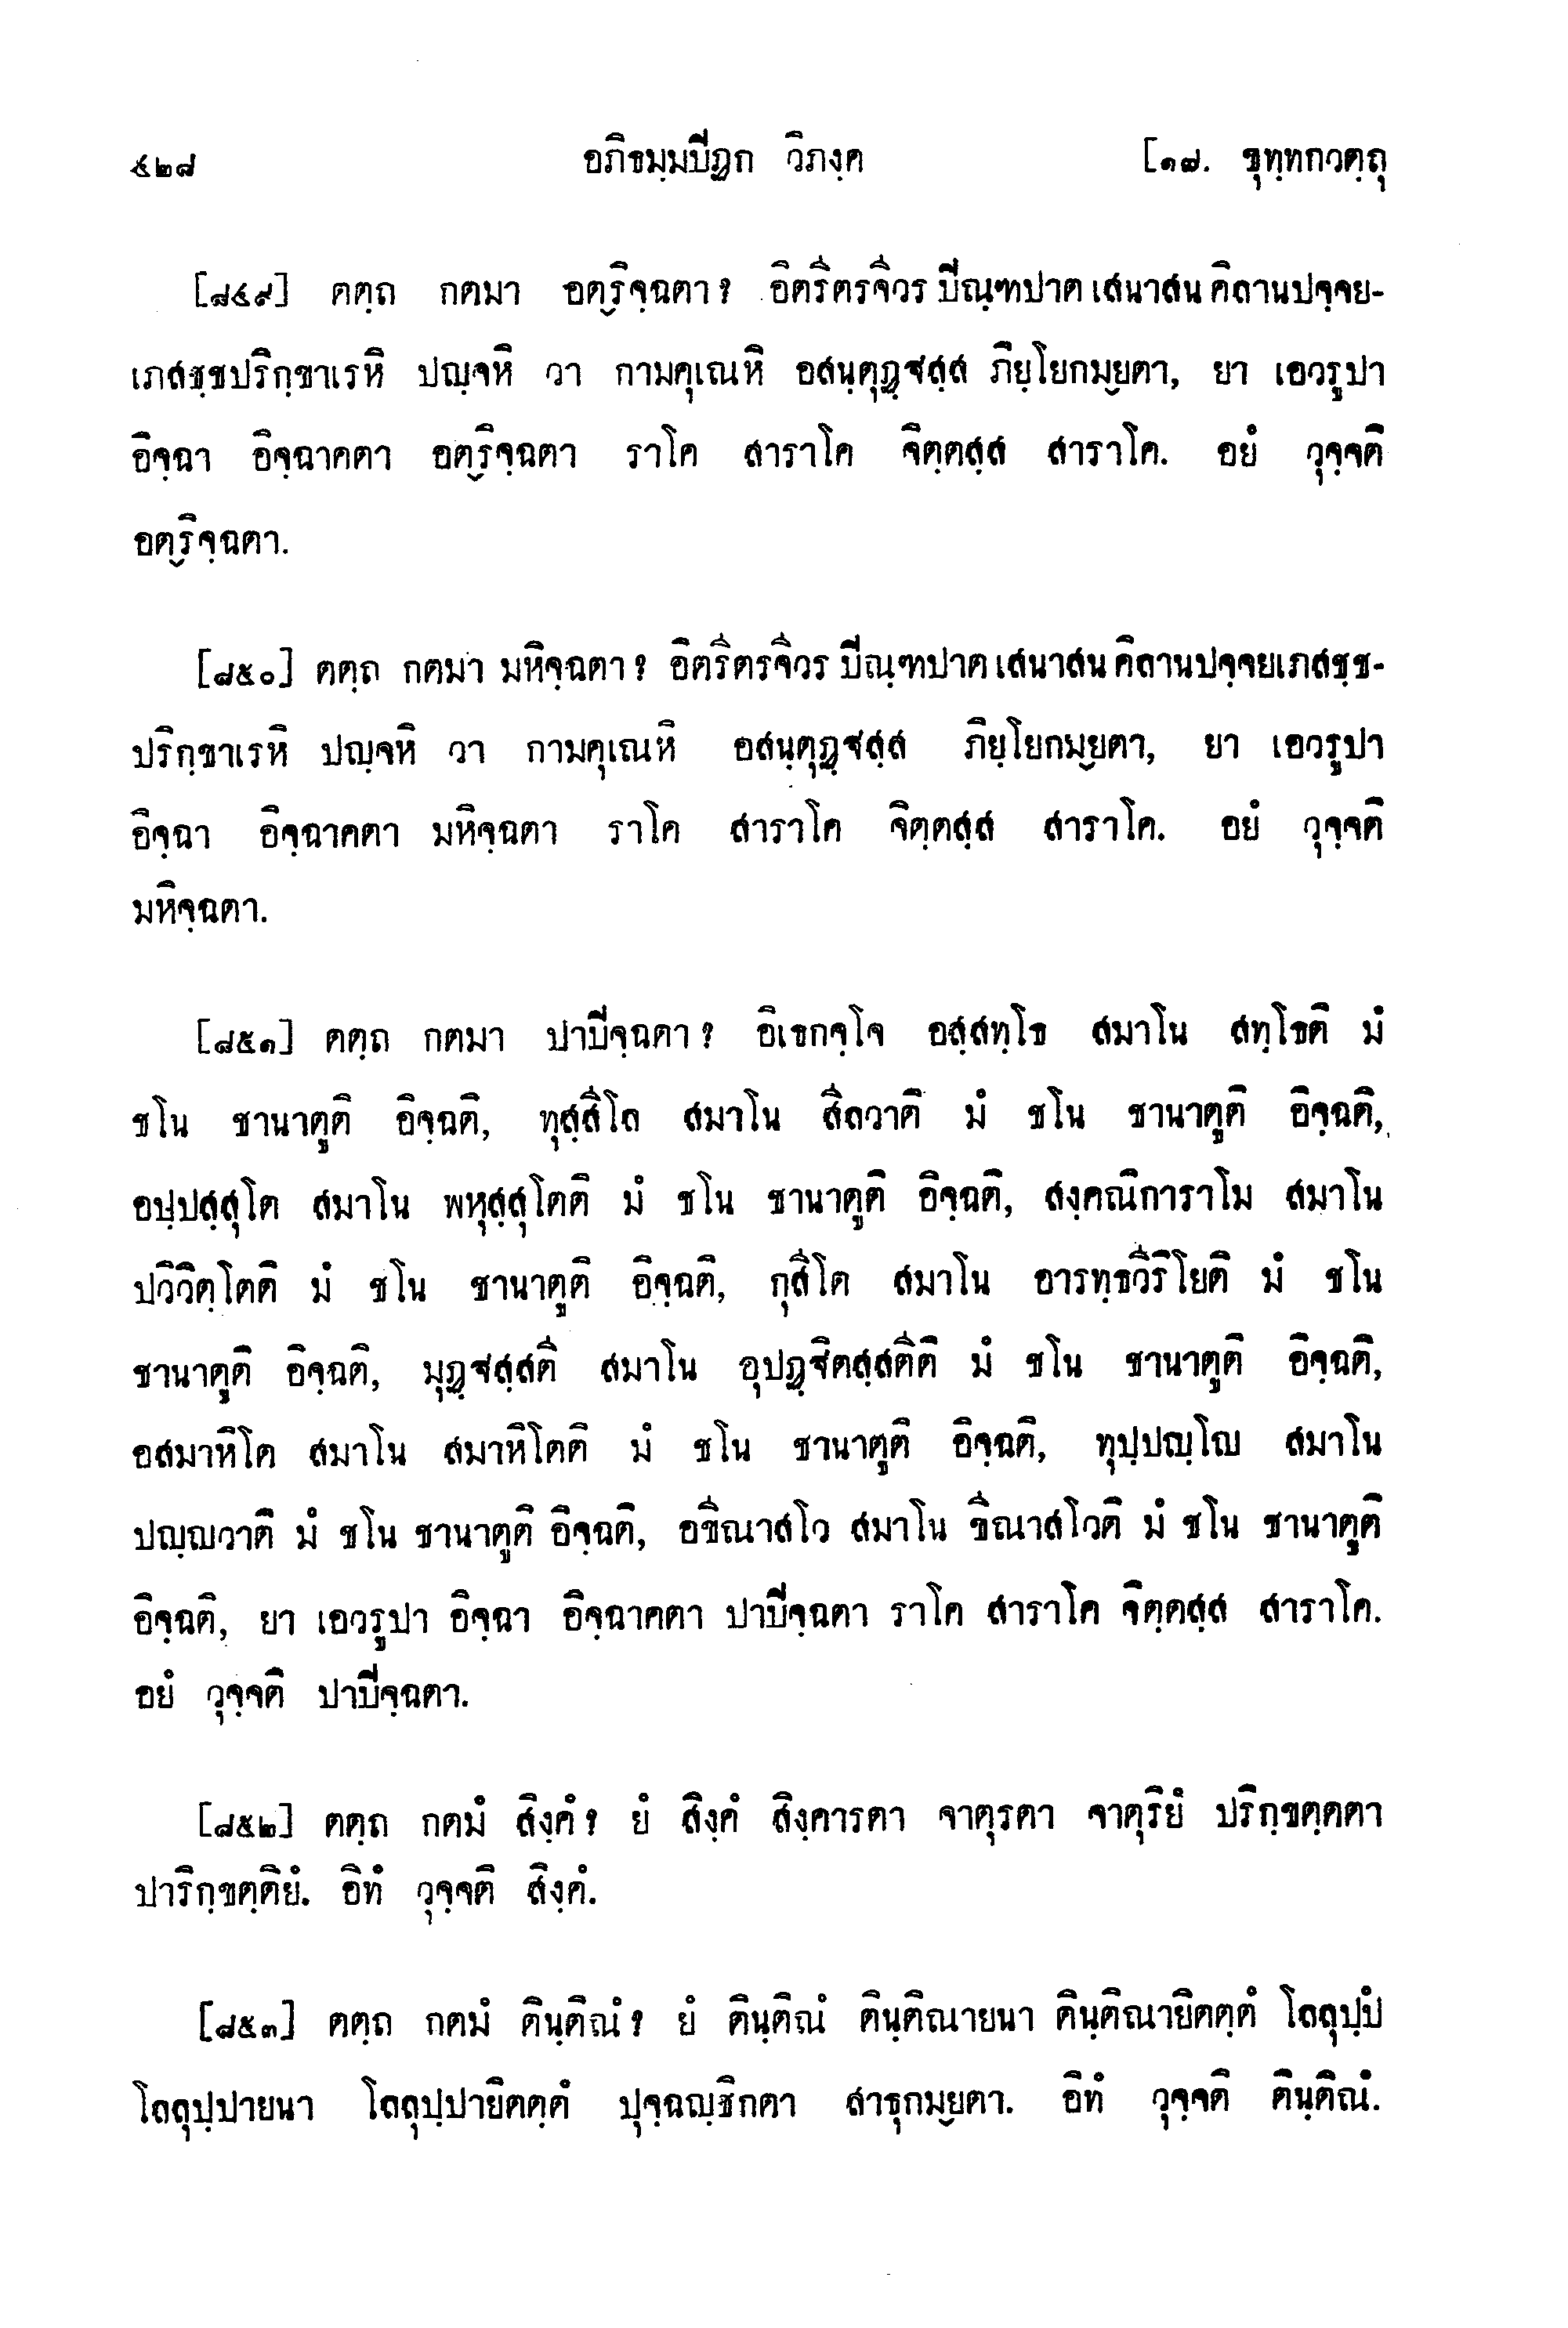 ๕๒๘ อภิธมฺมปิฏก วิภงฺค [๑๗. ขุทฺทกวตฺถุ
[๘๔๙] ตตฺถ กตมา อตฺริจฺฉตา? อิตรีตรจีวร ปิณฺฑปาต เสนาสน คิลานปจฺจย-
เภสชฺชปริกฺขาเรหิ ปญฺจหิ วา กามคุเณหิ อสนฺตุฏฺฐสฺส ภิยฺโยกมฺยตา, ยา เอวรูปา
อิจฺฉา อิจฺฉาคตา อตฺริจฺฉตา ราโค สาราโค จิตฺตสฺส สาราโค. อยํ วุจฺจติ
อตฺริจฺฉตา.
[๘๕๐] ตตฺถ กตมา มหิจฺฉตา? อิตรีตรจีวร ปิณฺฑปาต เสนาสน คิลานปจฺจยเภสชฺช-
ปริกฺขาเรหิ ปญฺจหิ วา กามคุเณหิ อสนฺตุฏฺฐสฺส ภิยฺโยกมฺยตา, ยา เอวรูปา
อิจฺฉา อิจฺฉาคตา มหิจฺฉตา ราโค สาราโค จิตฺตสฺส สาราโค. อยํ วุจฺจติ
มหิจฺฉตา.
[๘๕๑] ตตฺถ กตมา ปาปิจฺฉตา? อิเธกจฺโจ อสฺสทฺโธ สมาโน สทฺโธติ มํ
ชโน ชานาตูติ อิจฺฉติ, ทุสฺสีโล สมาโน สีลวาติ มํ ชโน ชานาตูติ อิจฺฉติ,
อปฺปสฺสุโต สมาโน พหุสฺสุโตติ มํ ชโน ชานาตูติ อิจฺฉติ, สงฺคณิการาโม สมาโน
ปวิวิตฺโตติ มํ ชโน ชานาตูติ อิจฺฉติ, กุสีโต สมาโน อารทฺธวีริโยติ มํ ชโน
ชานาตูติ อิจฺฉติ, มุฏฺฐสฺสตี สมาโน อุปฏฺฐิตสฺสตีติ มํ ชโน ชานาตูติ อิจฺฉติ,
อสมาหิโต สมาโน สมาหิโตติ มํ ชโน ชานาตูติ อิจฺฉติ, ทุปฺปญฺโญ สมาโน
ปญฺญวาติ มํ ชโน ชานาตูติ อิจฺฉติ, อขีณาสโว สมาโน ขีณาสโวติ มํ ชโน ชานาตูติ
อิจฺฉติ, ยา เอวรูปา อิจฺฉา อิจฺฉาคตา ปาปิจฺฉตา ราโค สาราโค จิตฺตสฺส สาราโค.
อยํ วุจฺจติ ปาปิจฺฉตา.
[๘๕๒] ตตฺถ กตมํ สิงฺคํ? ยํ สิงฺคํ สิงฺคารตา จาตุรตา จาตุริยํ ปริกฺขตฺตตา
ปาริกฺขตฺติยํ. อิทํ วุจฺจติ สิงฺคํ.
[๘๕๓] ตตฺถ กตมํ ตินฺติณํ? ยํ ตินฺติณํ ตินฺติณายนา ตินฺติณายิตตฺตํ โลลุปฺปํ
โลลุปฺปายนา โลลุปฺปายิตตฺตํ ปุจฺฉญฺชิกตา สาธุกมฺยตา. อิทํ วุจฺจติ ตินฺติณํ.